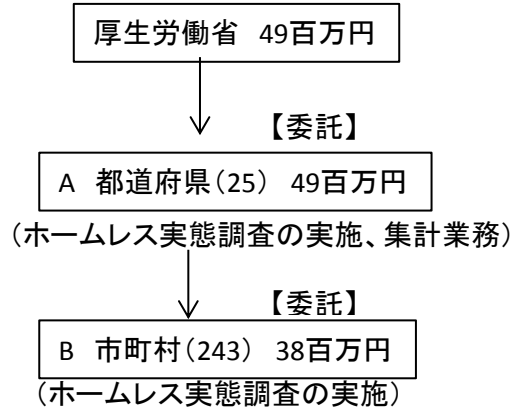 厚生労働省 49百万円
【委託】
A 都道府県(25) 49百万円
(ホームレス実態調査の実施、集計業務)
【委託】
B 市町村(243) 38百万円
(ホームレス実態調査の実施)